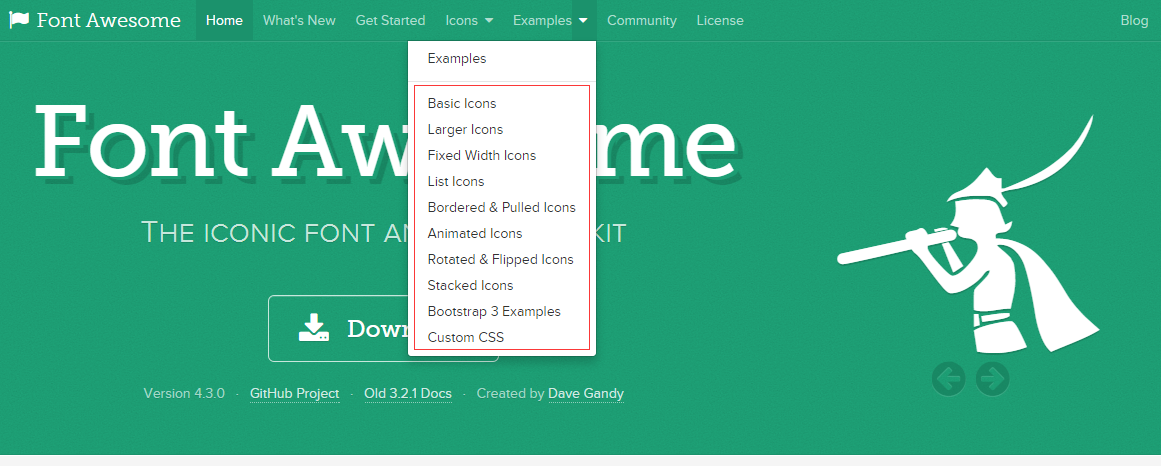 Font Awesome Home What's New Get Started Icons Examples Community License Blog
Examples
Basic Icons
Larger Icons
Fixed Width Icons
List Icons
Bordered & Pulled Icons
Animated Icons
Rotated & Flipped Icons
Stacked Icons
Bootstrap 3 Examples
Custom CSS
Font Aw me
THE ICONIC FONT AN KIT
Down
Version 4.3.0 · GitHub Project · Old 3.2.1 Docs · Created by Dave Gandy